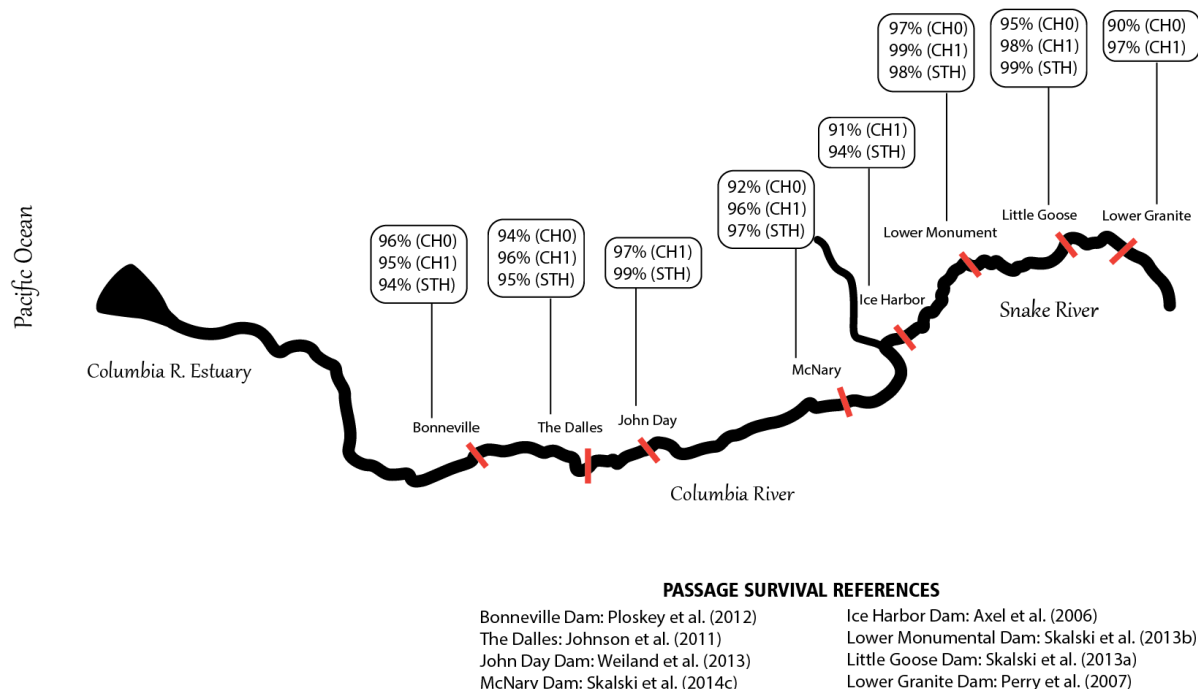 97% (CH0)
99% (CH1)
98% (STH)
95% (CH0)
98% (CH1)
99% (STH)
90% (CH0)
97% (CH1)
91% (CH1)
94% (STH)
92% (CH0)
96% (CH1)
97% (STH)
96% (CH0)
95% (CH1)
94% (STH)
94% (CH0)
96% (CH1)
95% (STH)
97% (CH1)
99% (STH)
Pacific Ocean
Little Goose
Lower Granite
Lower Monument
Ice Harbor
Snake River
Columbia R. Estuary
McNary
Bonneville
The Dalles
John Day
Columbia River
PASSAGE SURVIVAL REFERENCES
Bonneville Dam: Ploskey et al. (2012)
The Dalles: Johnson et al. (2011)
John Day Dam: Weiland et al. (2013)
McNary Dam: Skalski et al. (2014c)
Ice Harbor Dam: Axel et al. (2006)
Lower Monumental Dam: Skalski et al. (2013b)
Little Goose Dam: Skalski et al. (2013a)
Lower Granite Dam: Perry et al. (2007)